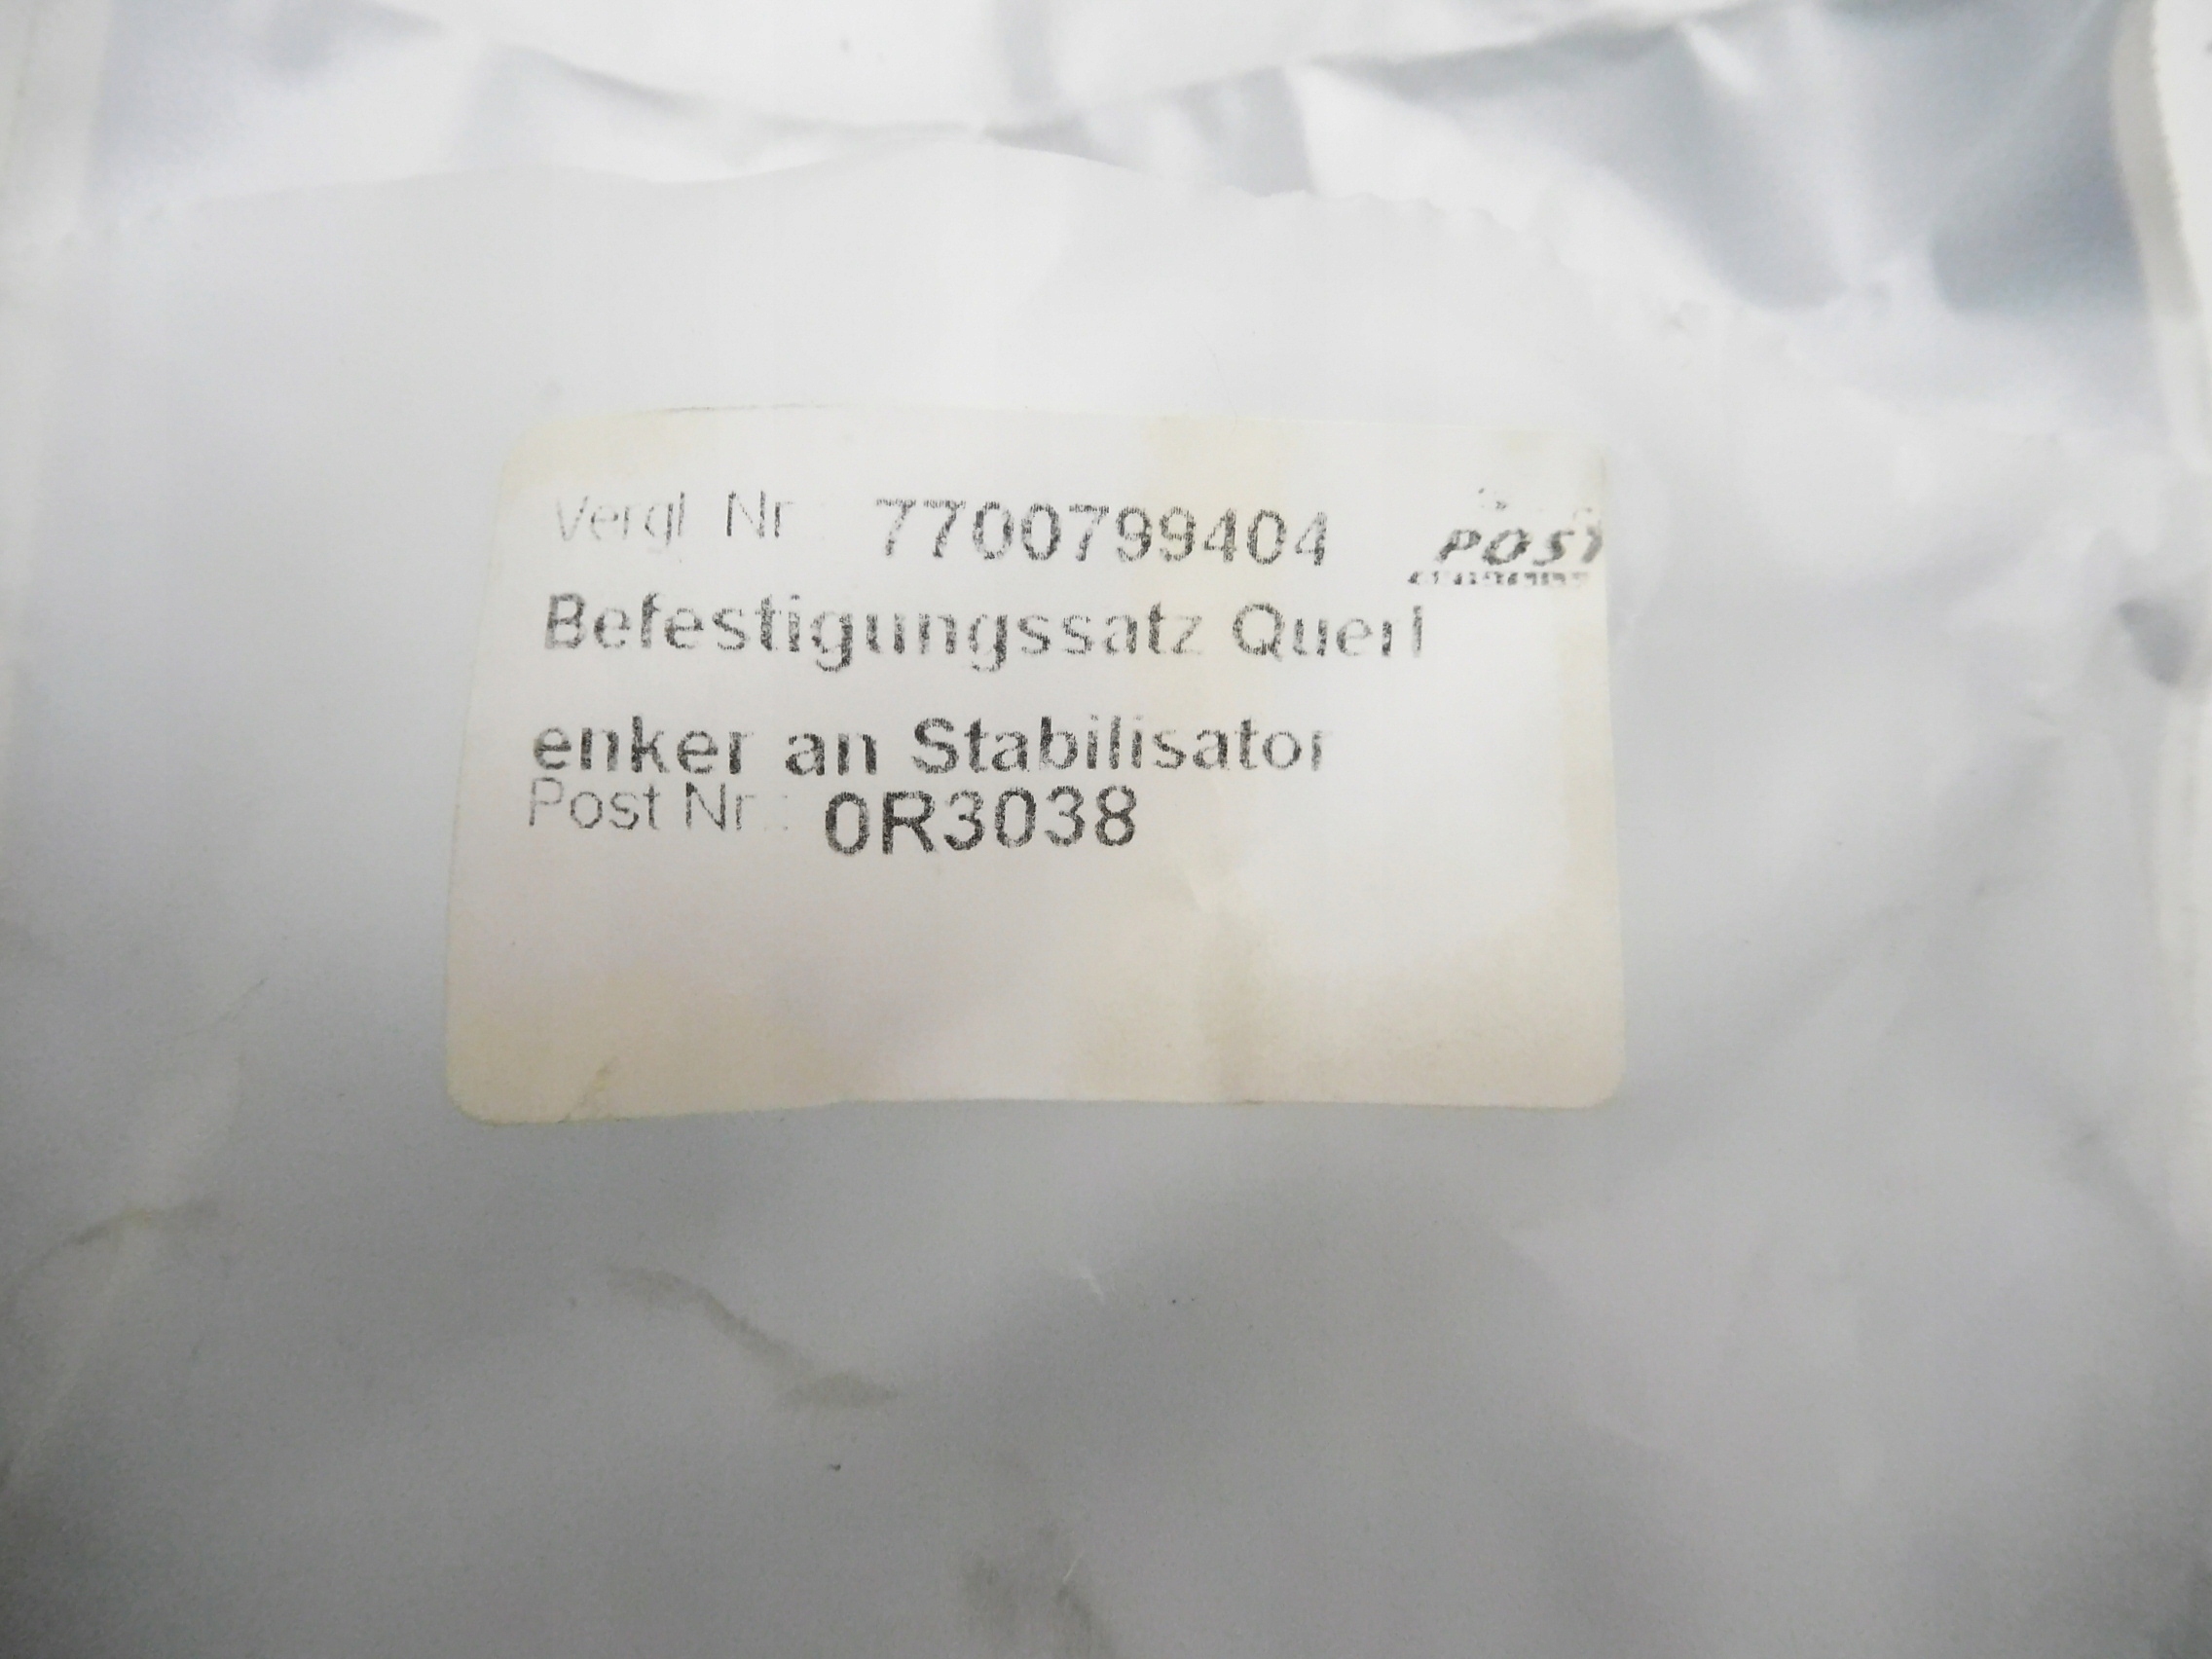 Vergl. Nr. 7700799404 POST
Befestigungssatz Querl
enker an Stabilisator
Post Nr.: 0R3038